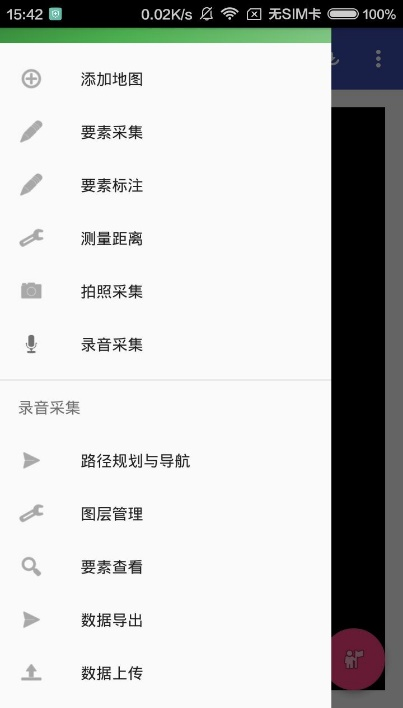 15:42 0.02K/s 无SIM卡 100%
添加地图
要素采集
要素标注
测量距离
拍照采集
录音采集
录音采集
路径规划与导航
图层管理
要素查看
数据导出
数据上传